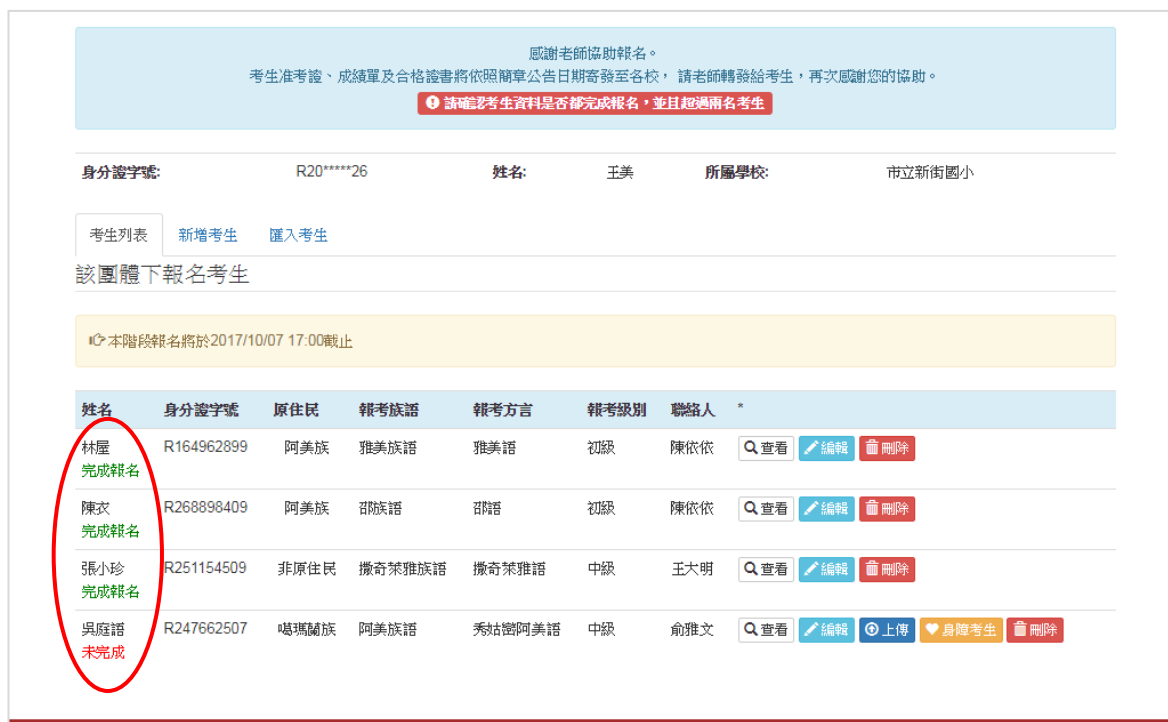 感謝老師協助報名。
考生准考證、成績單及合格證書將依照簡章公告日期寄發至各校， 請老師轉發給考生，再次感謝您的協助。
請確認考生資料是否都完成報名，並且超過兩名考生
身分證字號: R20*****26 姓名: 王美 所屬學校: 市立新街國小
考生列表 新增考生 匯入考生
該團體下報名考生
本階段報名將於2017/10/07 17:00截止
姓名 身分證字號 原住民 報考族語 報考方言 報考級別 聯絡人 *
林屋 R164962899 阿美族 雅美族語 雅美語 初級 陳依依 查看 編輯 刪除
完成報名
陳衣 R268898409 阿美族 邵族語 邵語 初級 陳依依 查看 編輯 刪除
完成報名
張小珍 R251154509 非原住民 撒奇萊雅族語 撒奇萊雅語 中級 王大明 查看 編輯 刪除
完成報名
吳庭語 R247662507 噶瑪蘭族 阿美族語 秀姑巒阿美語 中級 俞雅文 查看 編輯 上傳 身障考生 刪除
未完成